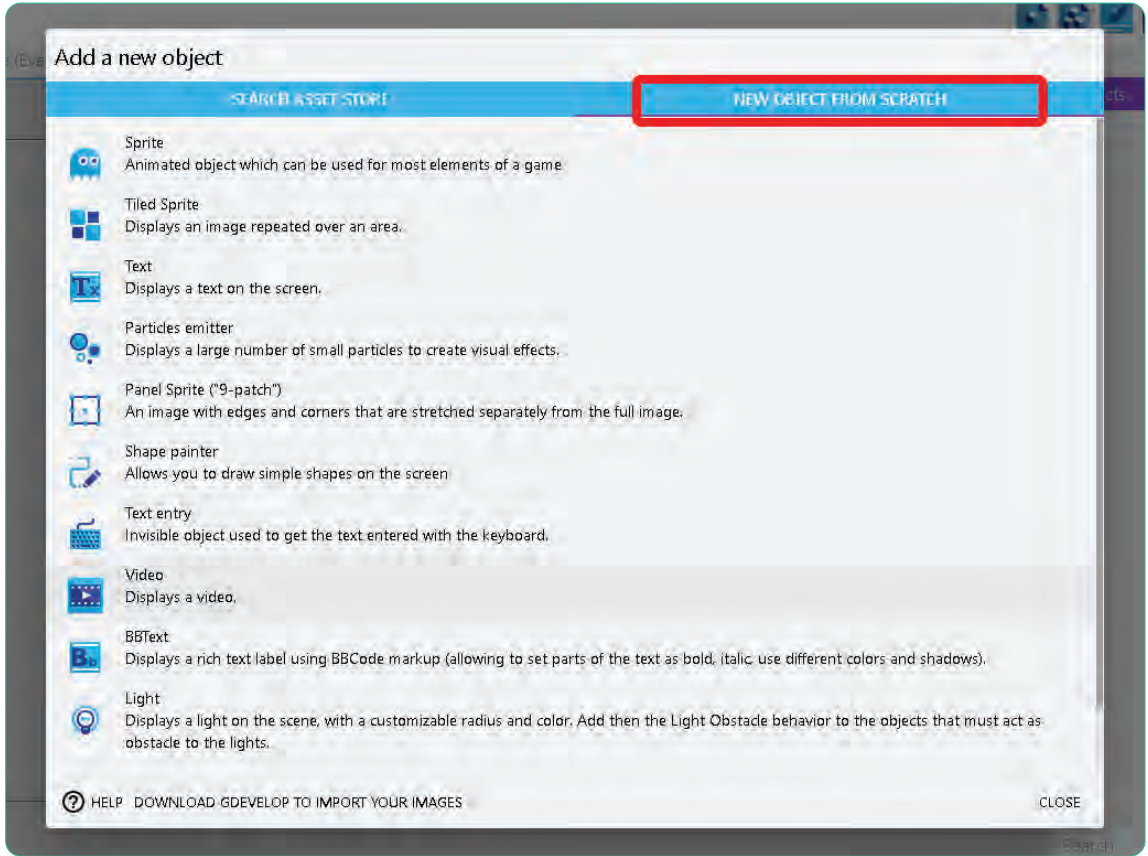 (Eve
Add a new object
SEARCH ASSET STORE
NEW OBJECT FROM SCRATCH
cts
Sprite
Animated object which can be used for most elements of a game
Tiled Sprite
Displays an image repeated over an area.
Tx
Text
Displays a text on the screen.
Particles emitter
Displays a large number of small particles to create visual effects.
Panel Sprite ("9-patch")
An image with edges and corners that are stretched separately from the full image.
Shape painter
Allows you to draw simple shapes on the screen
Text entry
Invisible object used to get the text entered with the keyboard.
Video
Displays a video.
Bb
BBText
Displays a rich text label using BBCode markup (allowing to set parts of the text as bold, italic, use different colors and shadows).
Light
Displays a light on the scene, with a customizable radius and color. Add then the Light Obstacle behavior to the objects that must act as
obstacle to the lights.
? HELP DOWNLOAD GDEVELOP TO IMPORT YOUR IMAGES
CLOSE
Search